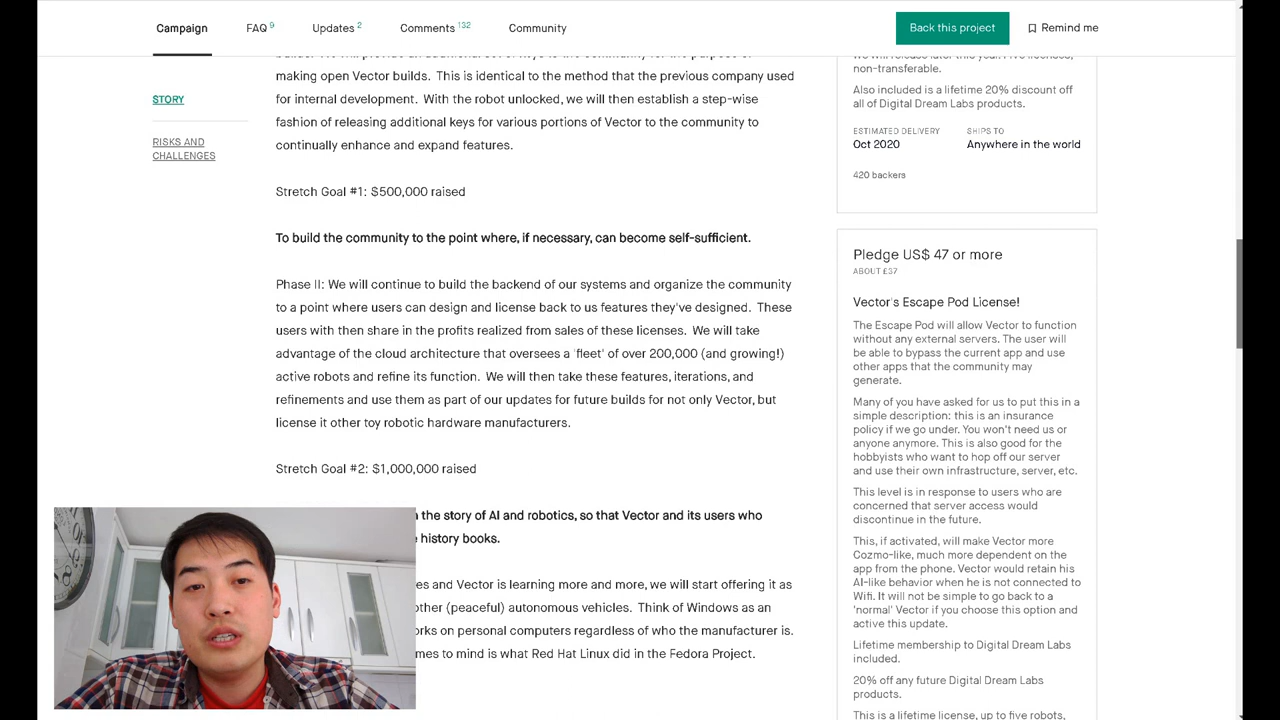 Campaign
FAQ 9
Updates 2
Comments 132
Community
Back this project
Remind me
STORY
RISKS AND
CHALLENGES
making open Vector builds. This is identical to the method that the previous company used
for internal development. With the robot unlocked, we will then establish a step-wise
fashion of releasing additional keys for various portions of Vector to the community to
continually enhance and expand features.
Stretch Goal #1: $500,000 raised
To build the community to the point where, if necessary, can become self-sufficient.
Phase II: We will continue to build the backend of our systems and organize the community
to a point where users can design and license back to us features they've designed. These
users with then share in the profits realized from sales of these licenses. We will take
advantage of the cloud architecture that oversees a 'fleet' of over 200,000 (and growing!)
active robots and refine its function. We will then take these features, iterations, and
refinements and use them as part of our updates for future builds for not only Vector, but
license it other toy robotic hardware manufacturers.
Stretch Goal #2: $1,000,000 raised
the story of AI and robotics, so that Vector and its users who
history books.
es and Vector is learning more and more, we will start offering it as
other (peaceful) autonomous vehicles. Think of Windows as an
orks on personal computers regardless of who the manufacturer is.
mes to mind is what Red Hat Linux did in the Fedora Project.
We will release later this year. Five licenses,
non-transferable.
Also included is a lifetime 20% discount off
all of Digital Dream Labs products.
ESTIMATED DELIVERY
Oct 2020
SHIPS TO
Anywhere in the world
420 backers
Pledge US$ 47 or more
ABOUT £37
Vector's Escape Pod License!
The Escape Pod will allow Vector to function
without any external servers. The user will
be able to bypass the current app and use
other apps that the community may
generate.
Many of you have asked for us to put this in a
simple description: this is an insurance
policy if we go under. You won't need us or
anyone anymore. This is also good for the
hobbyists who want to hop off our server
and use their own infrastructure, server, etc.
This level is in response to users who are
concerned that server access would
discontinue in the future.
This, if activated, will make Vector more
Cozmo-like, much more dependent on the
app from the phone. Vector would retain his
AI-like behavior when he is not connected to
Wifi. It will not be simple to go back to a
'normal' Vector if you choose this option and
active this update.
Lifetime membership to Digital Dream Labs
included.
20% off any future Digital Dream Labs
products.
This is a lifetime license, up to five robots,